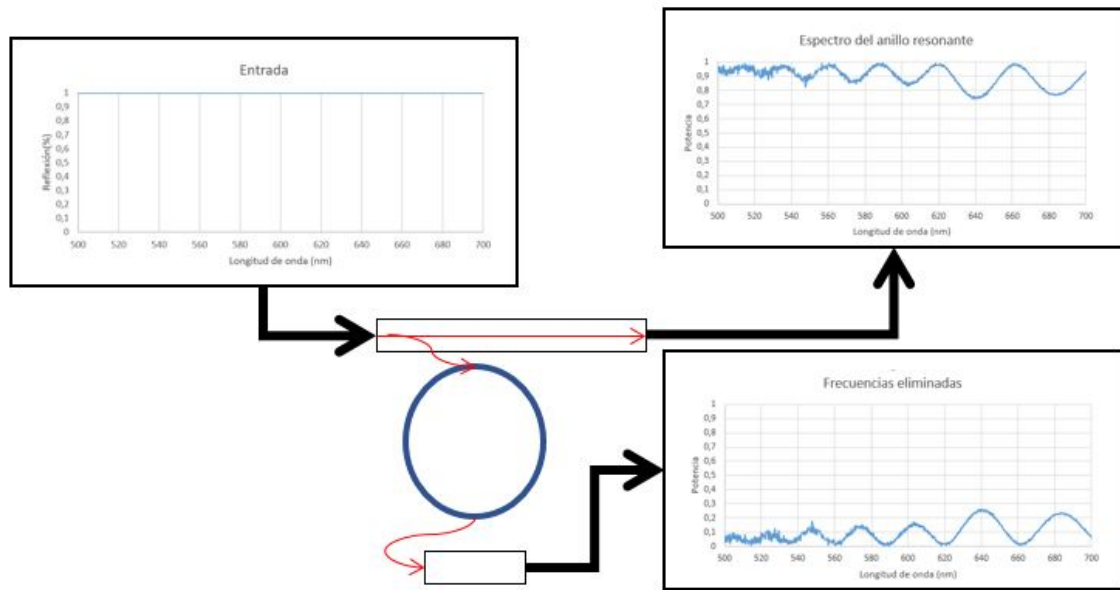 Entrada
Reflexión(%)
1
0,9
0,8
0,7
0,6
0,5
0,4
0,3
0,2
0,1
0
500 520 540 560 580 600 620 640 660 680 700
Longitud de onda (nm)
Espectro del anillo resonante
Potencia
1
0,9
0,8
0,7
0,6
0,5
0,4
0,3
0,2
0,1
0
500 520 540 560 580 600 620 640 660 680 700
Longitud de onda (nm)
Frecuencias eliminadas
Potencia
1
0,9
0,8
0,7
0,6
0,5
0,4
0,3
0,2
0,1
0
500 520 540 560 580 600 620 640 660 680 700
Longitud de onda (nm)